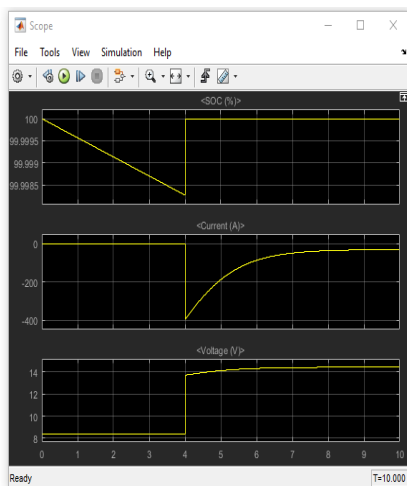 Scope
File Tools View Simulation Help
<SOC (%)>
100
99.9995
99.999
99.9985
<Current (A)>
0
-200
-400
<Voltage (V)>
14
12
10
8
0 1 2 3 4 5 6 7 8 9 10
Ready T=10.000